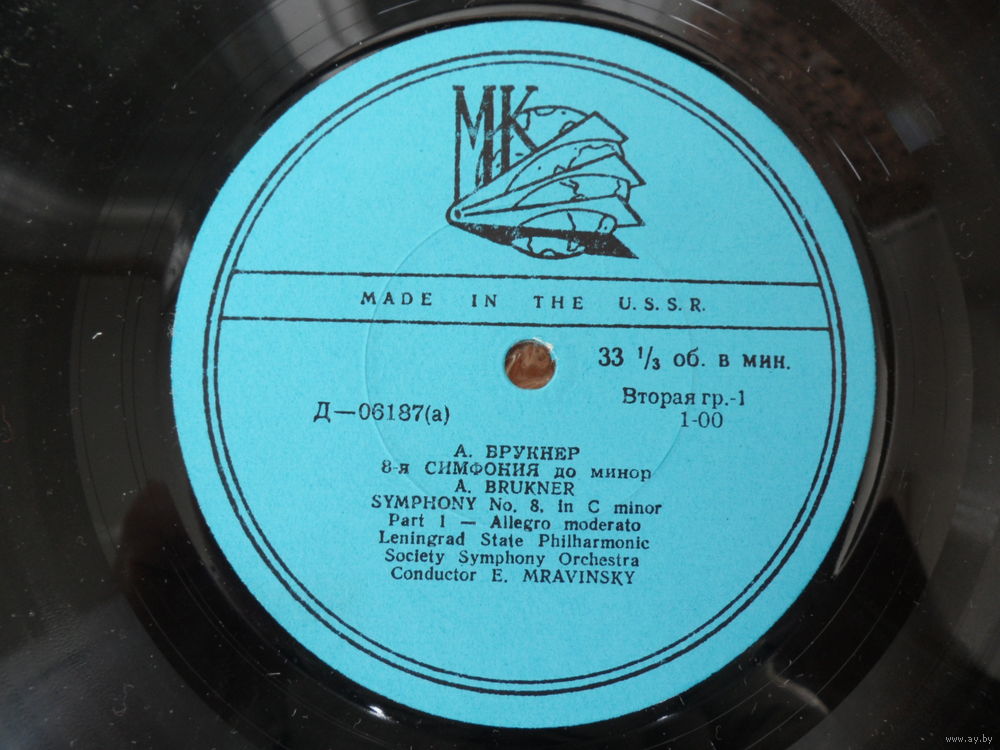 МК
MADE IN THE U.S.S.R.
33 1/3 об. в мин.
Вторая гр.-1
Д—06187(а)
1-00
А. БРУКНЕР
8-я СИМФОНИЯ до минор
A. BRUKNER
SYMPHONY No. 8, in C minor
Part 1 — Allegro moderato
Leningrad State Philharmonic
Society Symphony Orchestra
Conductor E. MRAVINSKY
www.ay.by